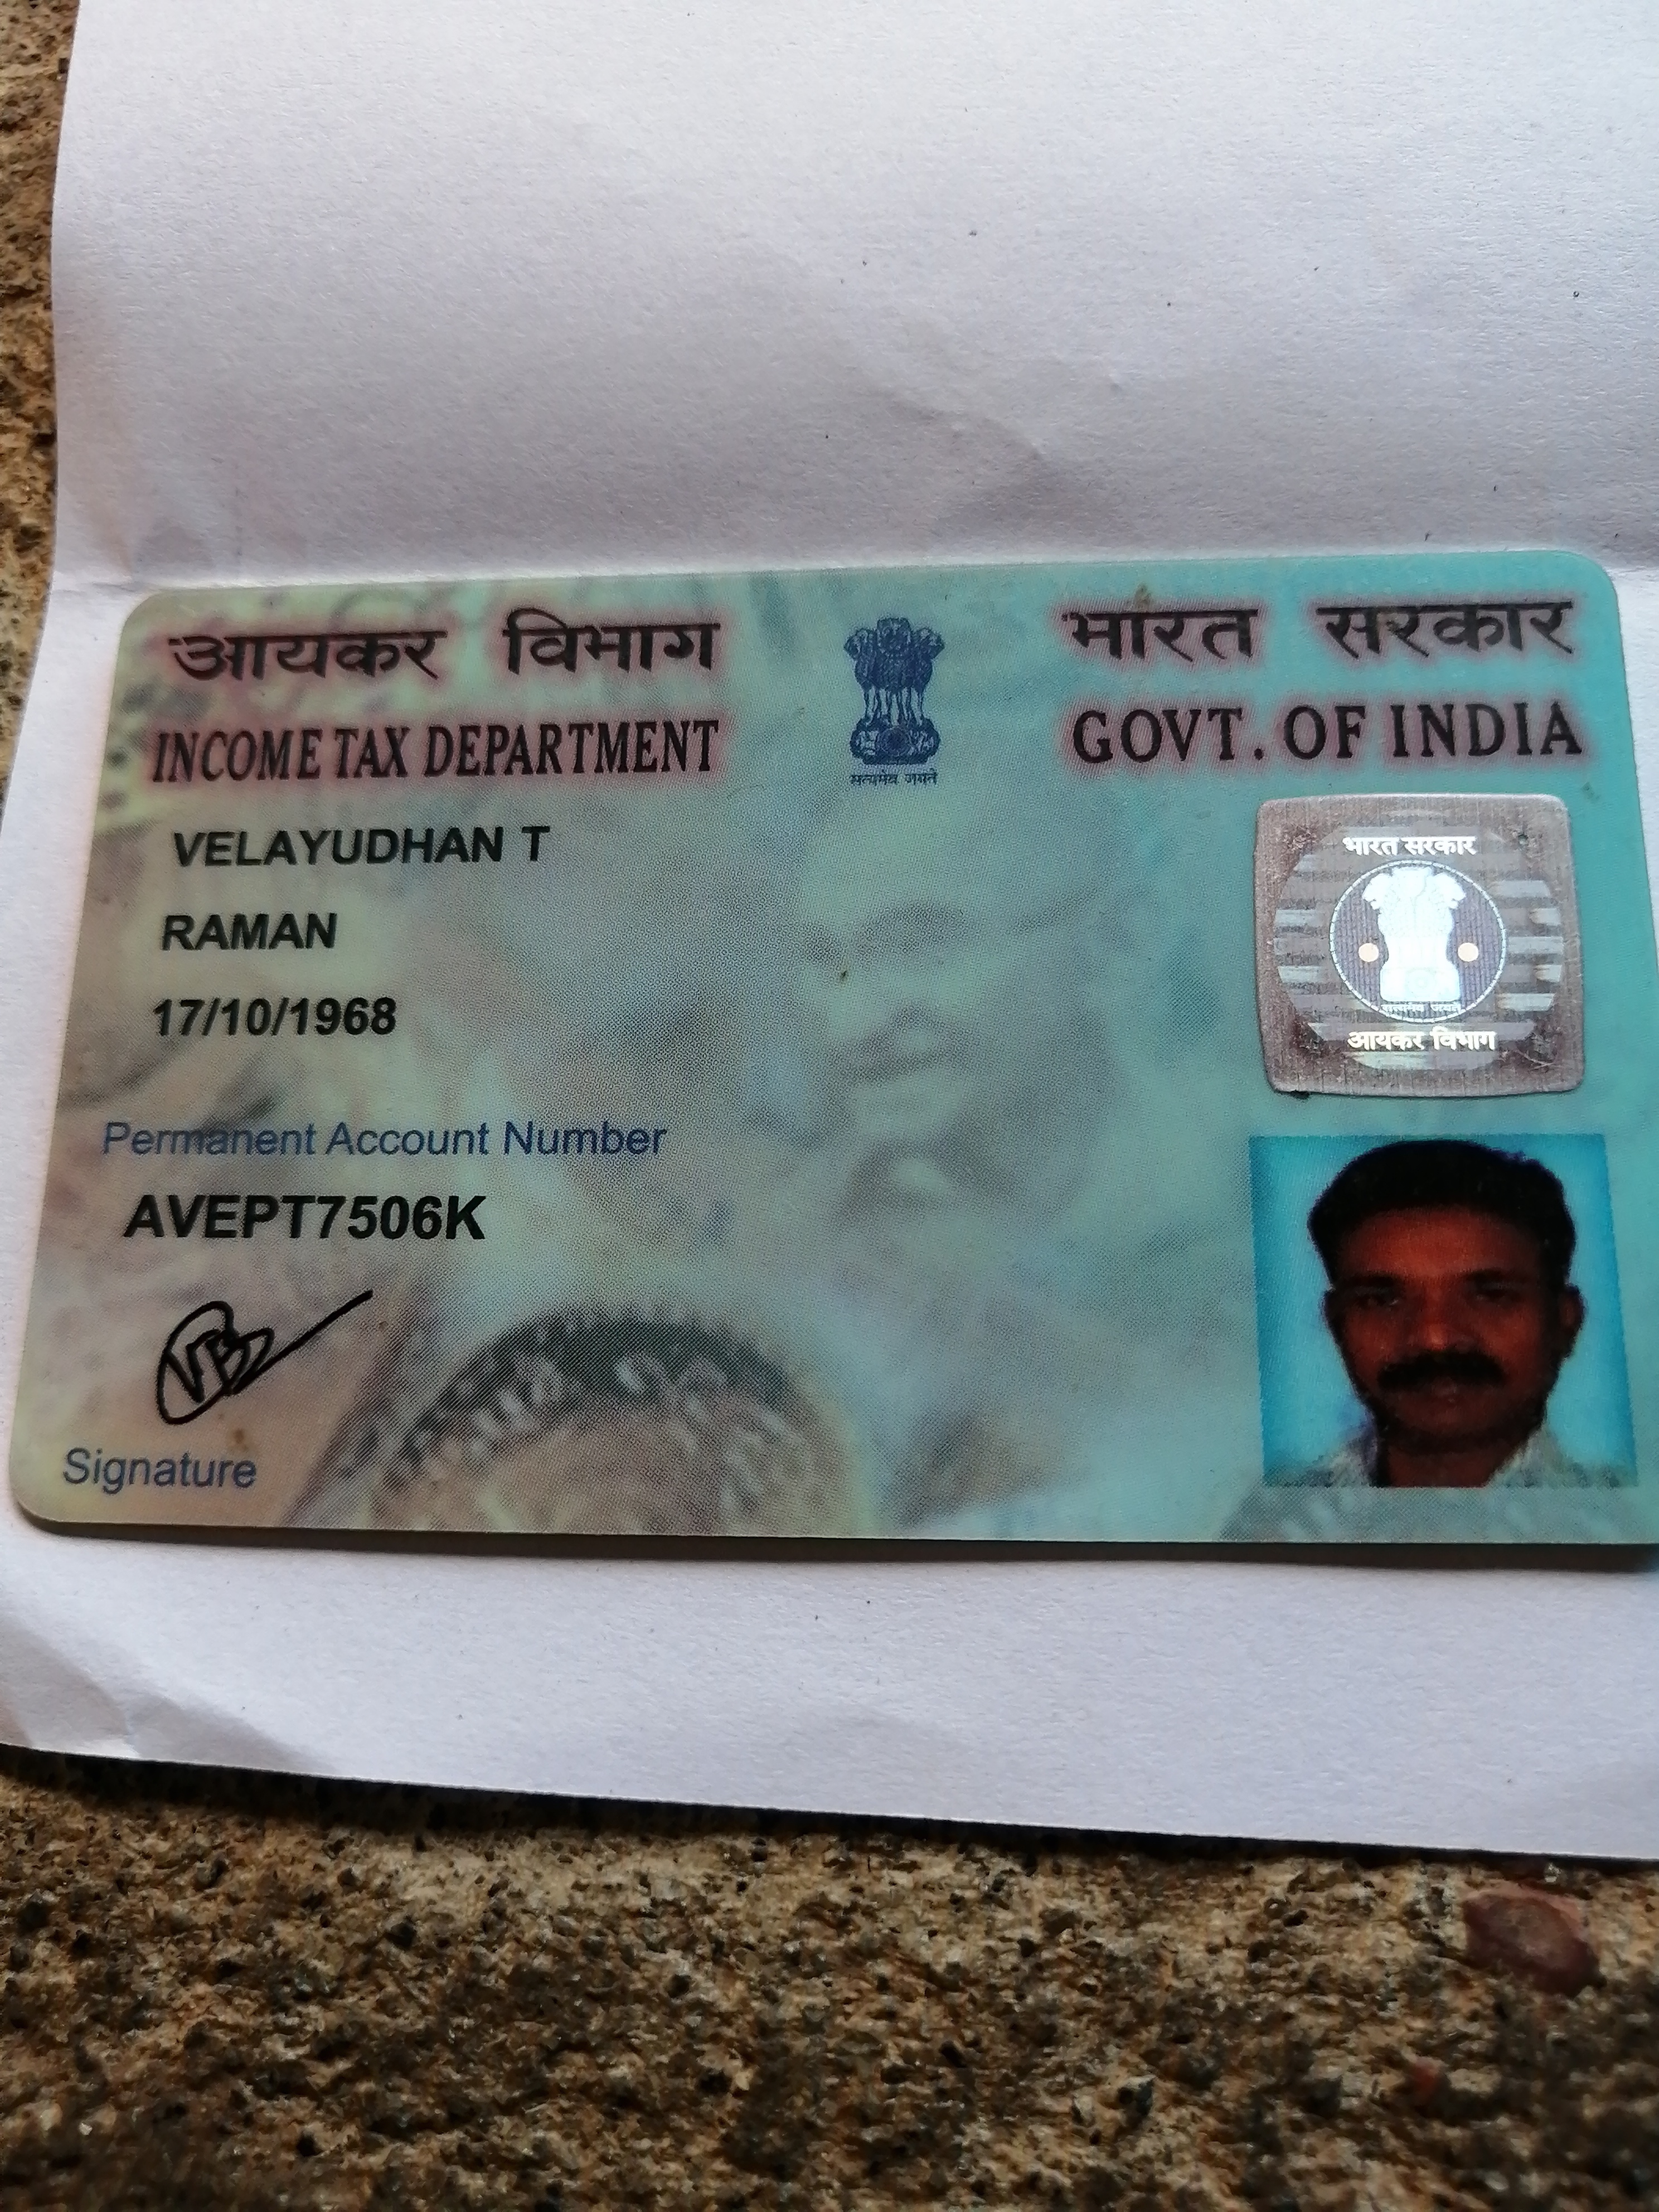 आयकर विभाग
INCOME TAX DEPARTMENT
सत्यमेव जयते
भारत सरकार
GOVT. OF INDIA
VELAYUDHAN T
RAMAN
17/10/1968
Permanent Account Number
AVEPT7506K
Signature
भारत सरकार
आयकर विभाग